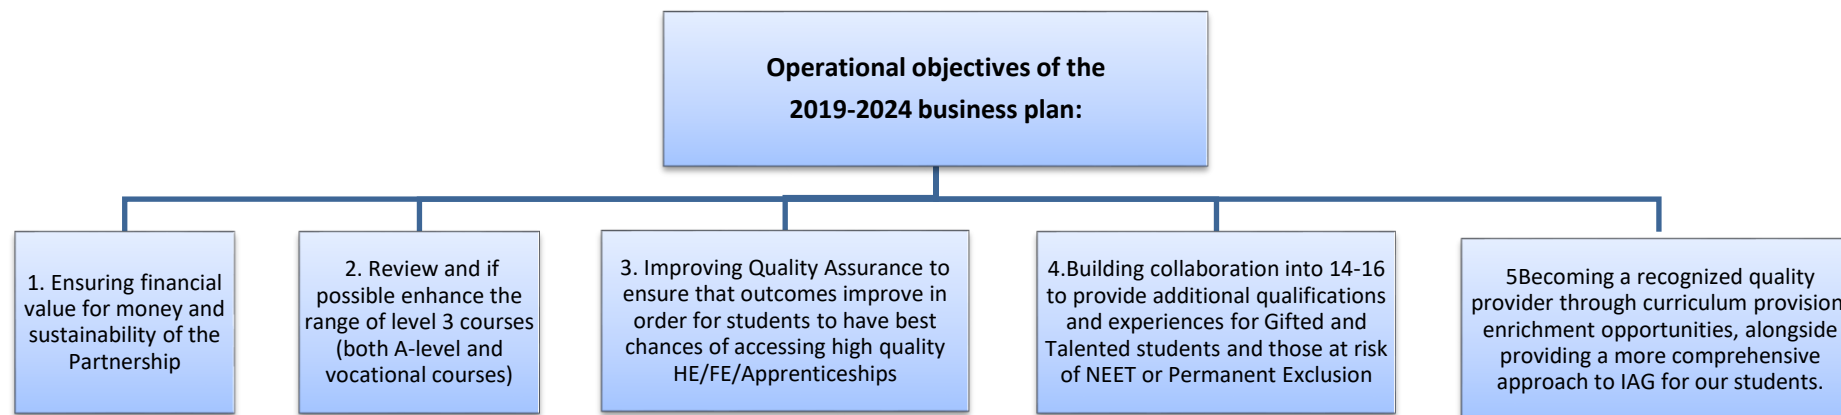 Operational objectives of the
2019-2024 business plan:
1. Ensuring financial
value for money and
sustainability of the
Partnership
2. Review and if
possible enhance the
range of level 3 courses
(both A-level and
vocational courses)
3. Improving Quality Assurance to
ensure that outcomes improve in
order for students to have best
chances of accessing high quality
HE/FE/Apprenticeships
4.Building collaboration into 14-16
to provide additional qualifications
and experiences for Gifted and
Talented students and those at risk
of NEET or Permanent Exclusion
5Becoming a recognized quality
provider through curriculum provision
enrichment opportunities, alongside
providing a more comprehensive
approach to IAG for our students.